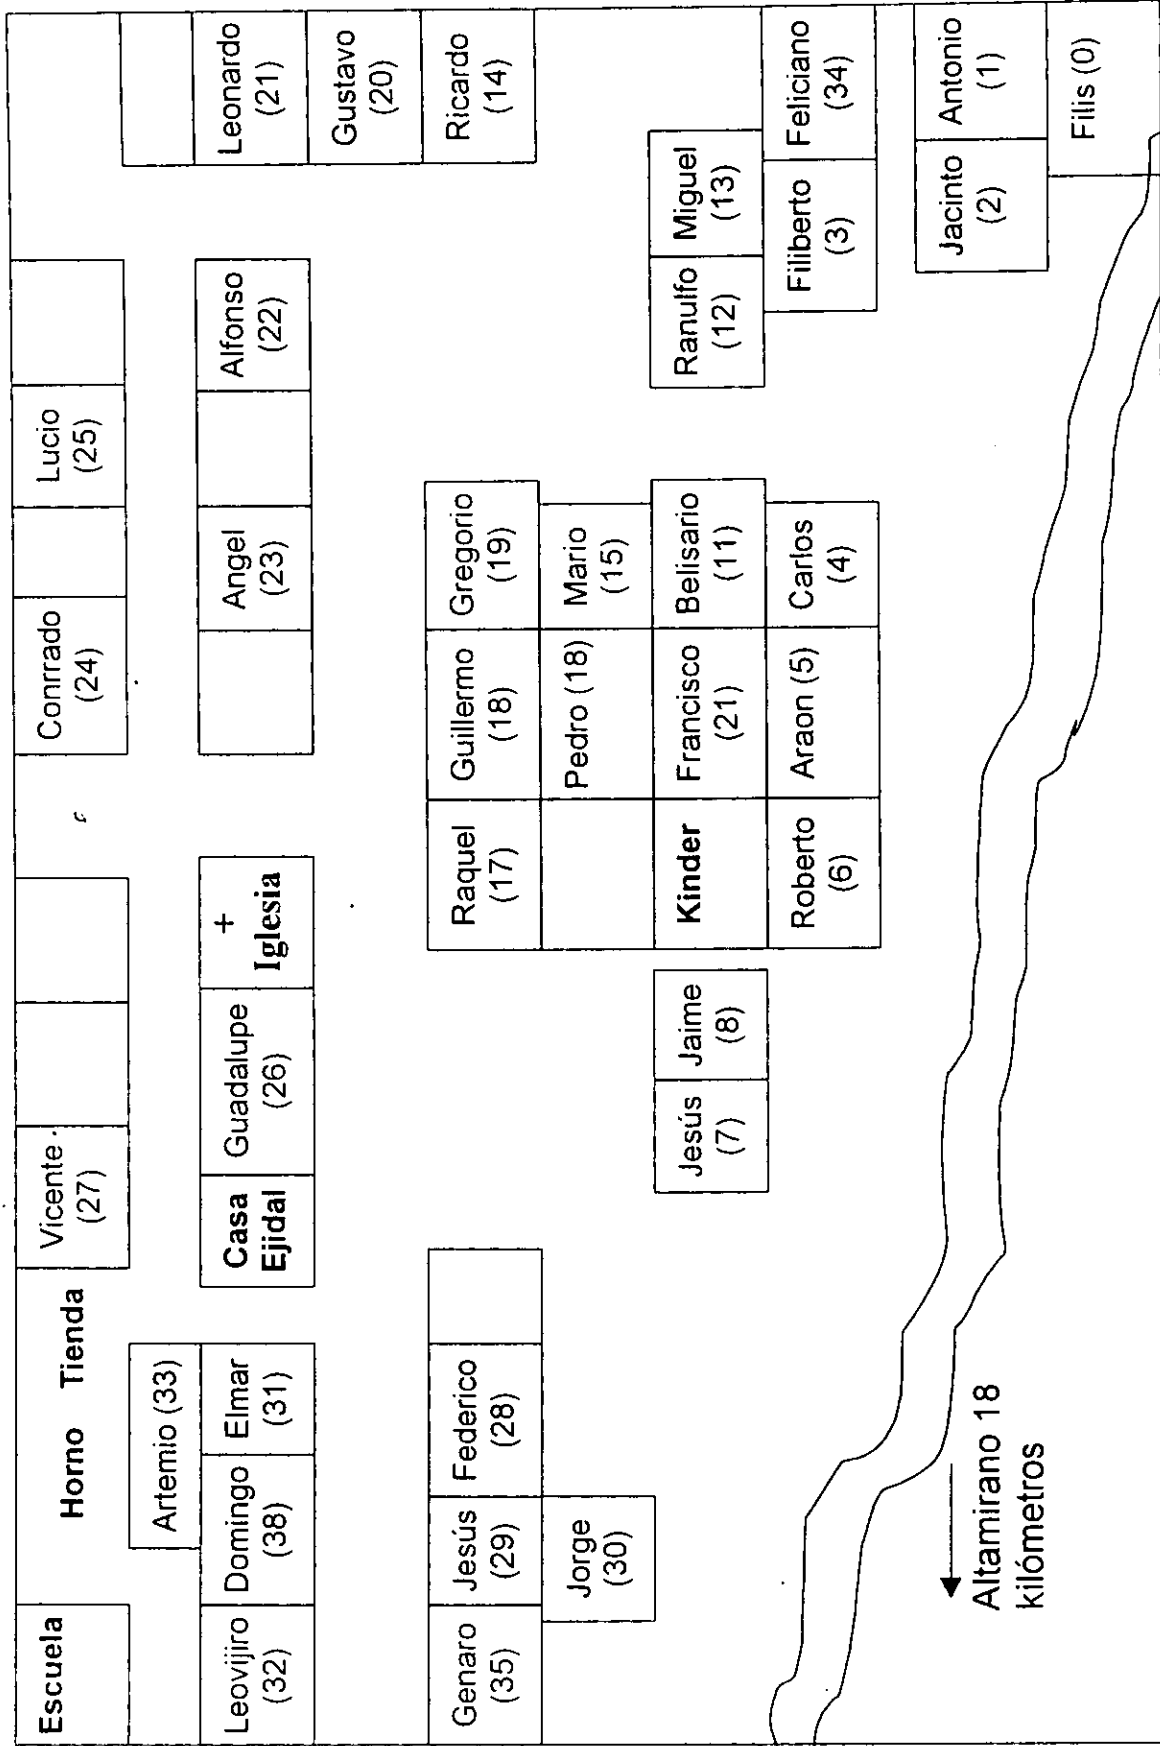 Escuela
Horno Tienda
Vicente
(27)
Conrrado
(24)
Lucio
(25)
Artemio (33)
Leovijiro
(32)
Domingo
(38)
Elmar
(31)
Casa
Ejidal
Guadalupe
(26)
+
Iglesia
Angel
(23)
Alfonso
(22)
Leonardo
(21)
Gustavo
(20)
Ricardo
(14)
Genaro
(35)
Jesús
(29)
Federico
(28)
Jorge
(30)
Raquel
(17)
Guillermo
(18)
Gregorio
(19)
Pedro (18)
Mario
(15)
Jesús
(7)
Jaime
(8)
Kinder
Francisco
(21)
Belisario
(11)
Ranulfo
(12)
Miguel
(13)
Roberto
(6)
Araon (5)
Carlos
(4)
Filiberto
(3)
Feliciano
(34)
Jacinto
(2)
Antonio
(1)
Filis (0)
Altamirano 18
kilómetros